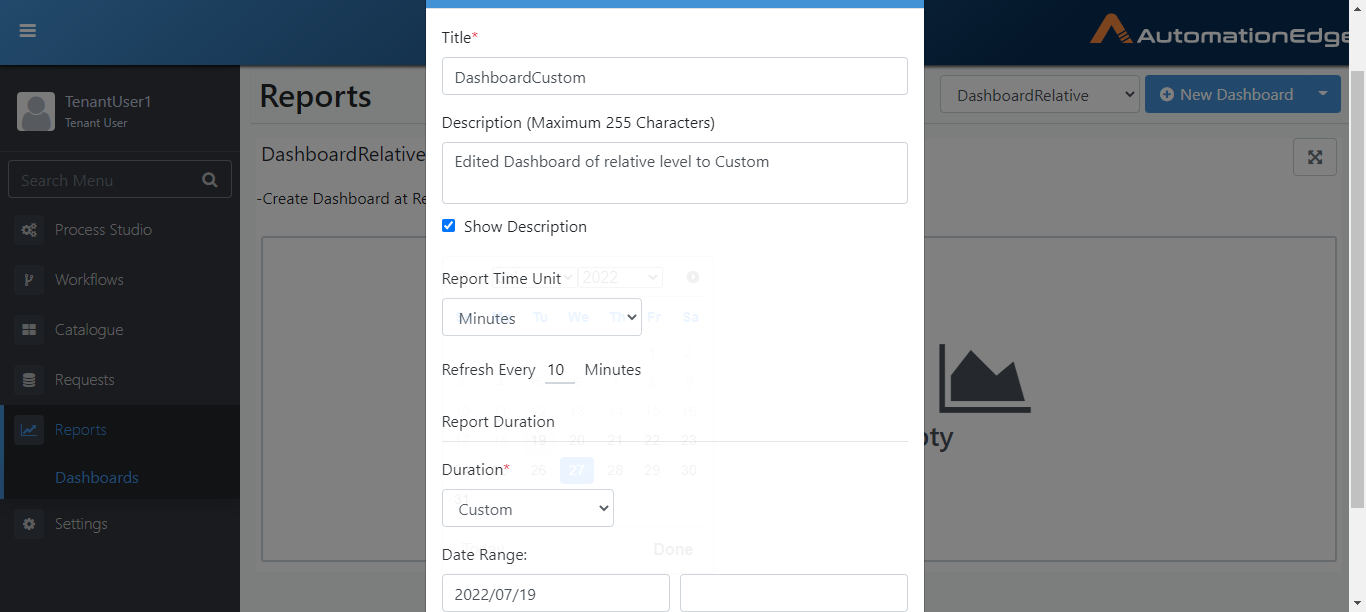 AutomationEdge
TenantUser1
Tenant User
Search Menu
Process Studio
Workflows
Catalogue
Requests
Reports
Dashboards
Settings
Reports
DashboardRelative
New Dashboard
DashboardRelative
-Create Dashboard at Re
pty
Title*
DashboardCustom
Description (Maximum 255 Characters)
Edited Dashboard of relative level to Custom
Show Description
Report Time Unit
2022
Minutes
Tu We Th Fr Sa
Refresh Every 10 Minutes
Report Duration
19 20 21 22 23
Duration*
26 27 28 29 30
31
Custom
Done
Date Range:
2022/07/19